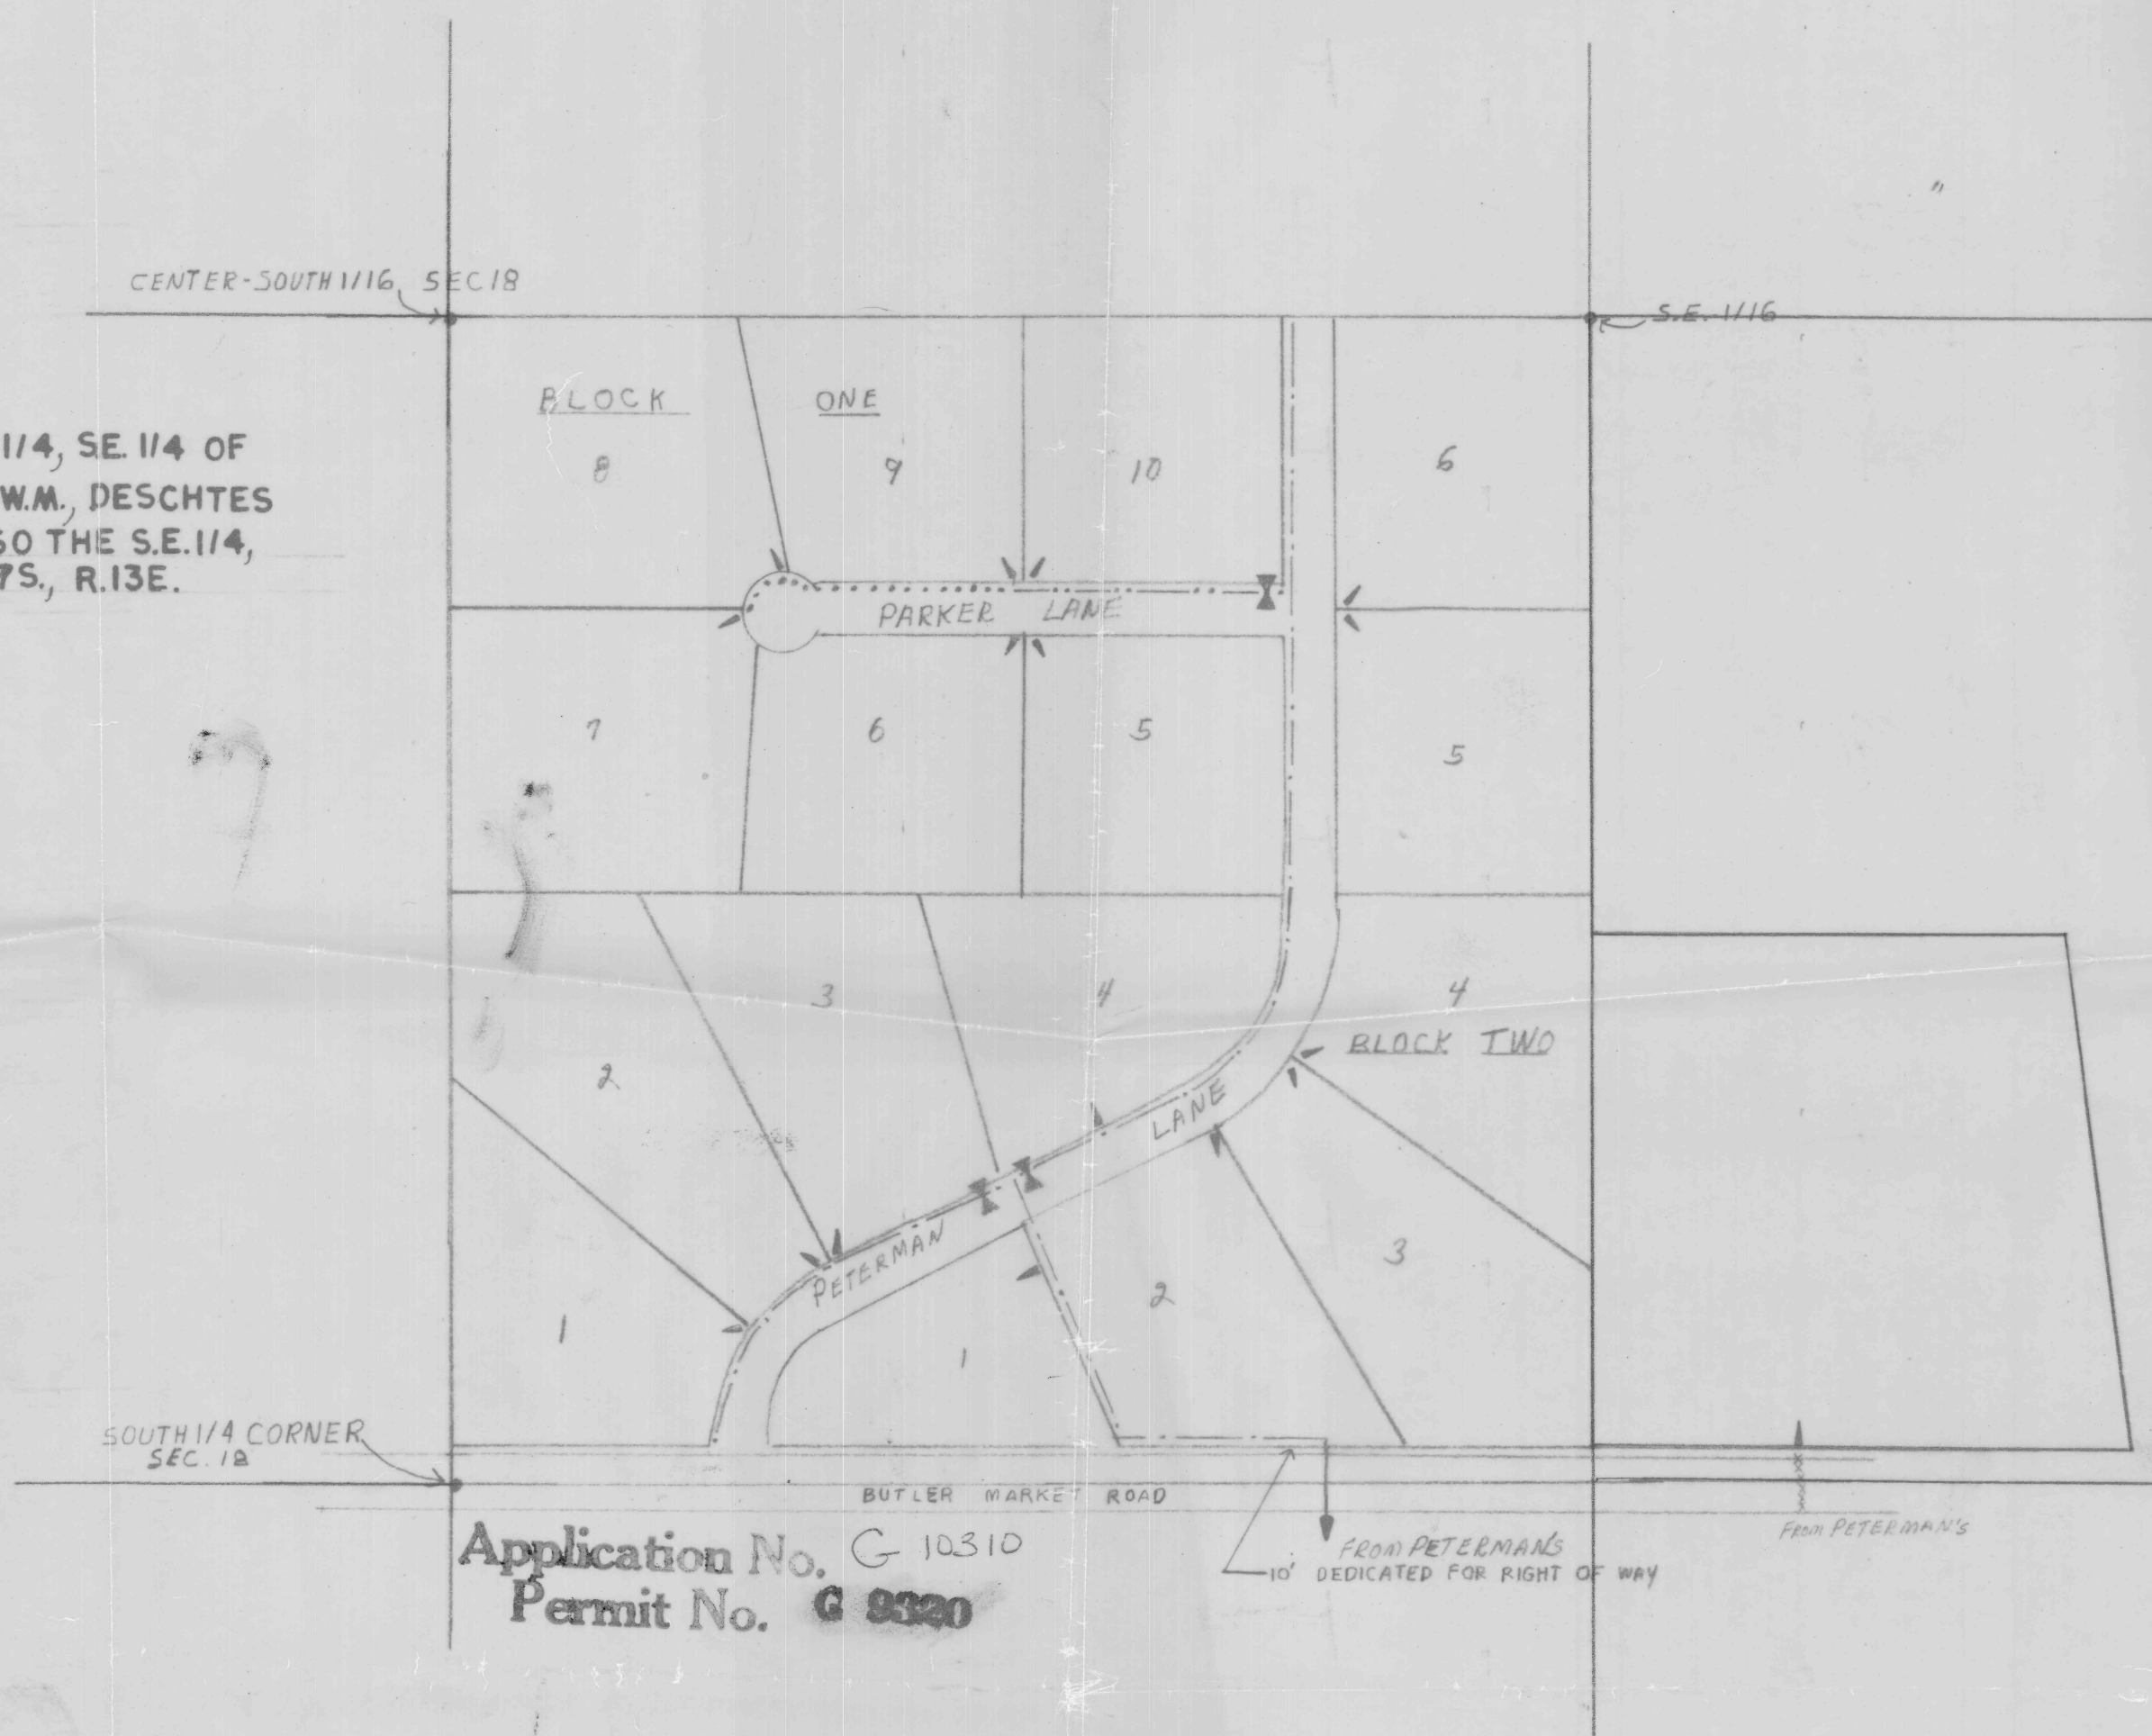 CENTER-SOUTH 1/16 SEC 18
S.E. 1/16
BLOCK ONE
8
9
10
6
1/4, S.E. 1/4 OF
W.M., DESCHTES
SO THE S.E. 1/4,
7S., R.13E.
PARKER LANE
7
6
5
5
3
4
4
BLOCK TWO
2
LANE
PETERMAN
3
2
1
1
SOUTH 1/4 CORNER
SEC. 18
BUTLER MARKET ROAD
FROM PETERMAN'S
FROM PETERMAN'S
10' DEDICATED FOR RIGHT OF WAY
Application No. G 10310
Permit No. G 9320